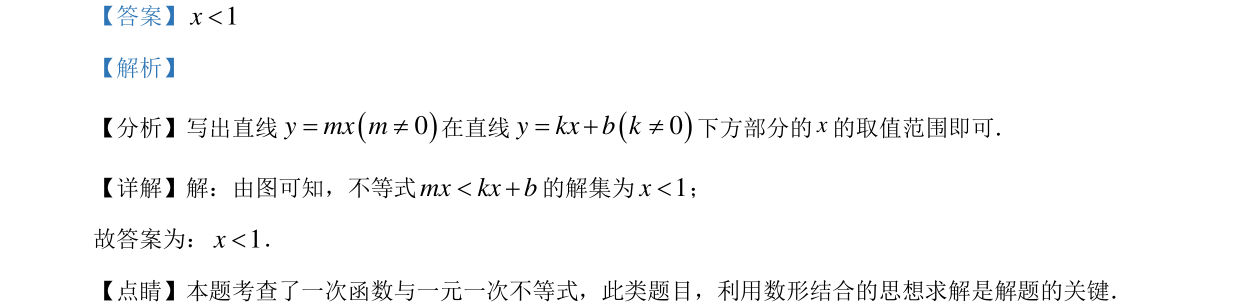 【答案】x<1
【解析】
【分析】写出直线 y=mx(m≠0)在直线 y=kx+b(k≠0)下方部分的 x 的取值范围即可．
【详解】解：由图可知，不等式 mx<kx+b 的解集为 x<1；
故答案为：x<1．
【点睛】本题考查了一次函数与一元一次不等式，此类题目，利用数形结合的思想求解是解题的关键．